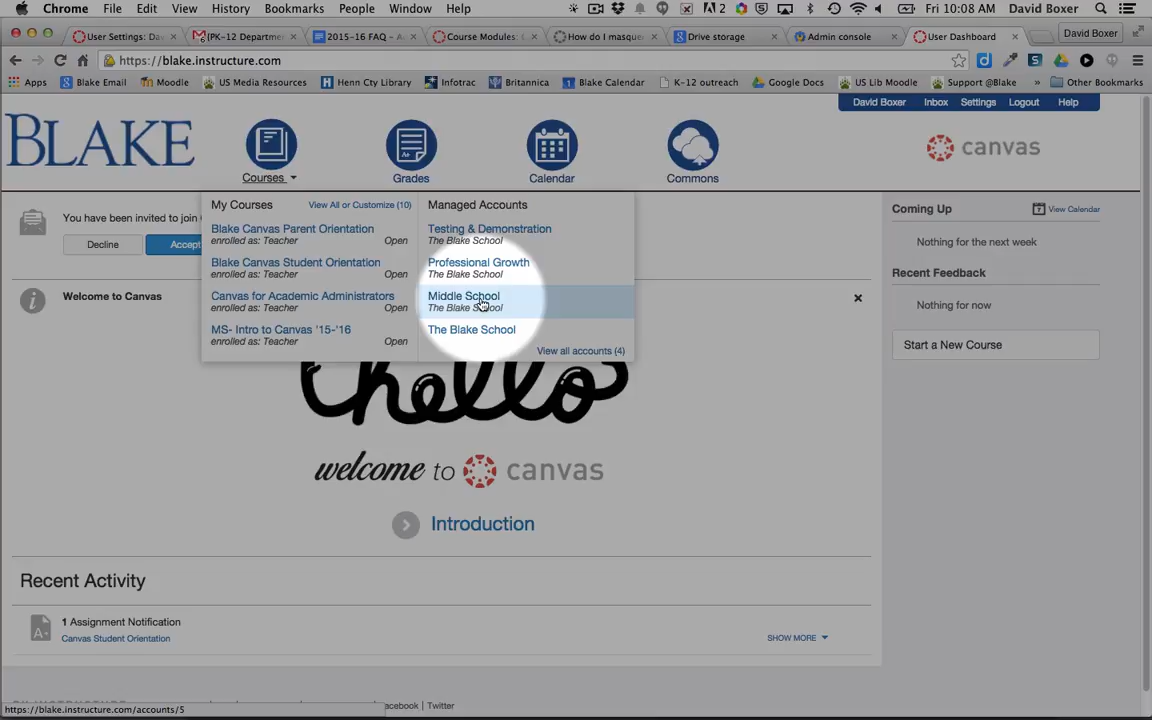 Chrome File Edit View History Bookmarks People Window Help 2 Fri 10:08 AM David Boxer
User Settings: Dav [PK-12 Departmen 2015-16 FAQ - A Course Modules: How do I masque Drive storage Admin console User Dashboard David Boxer
https://blake.instructure.com
Apps Blake Email Moodle US Media Resources Henn Cty Library Infotrac Britannica Blake Calendar K-12 outreach Google Docs US Lib Moodle Support @Blake » Other Bookmarks
David Boxer Inbox Settings Logout Help
BLAKE
canvas
Courses Grades Calendar Commons
My Courses View All or Customize (10)
Blake Canvas Parent Orientation
enrolled as: Teacher Open
Blake Canvas Student Orientation
enrolled as: Teacher Open
Canvas for Academic Administrators
enrolled as: Teacher Open
MS- Intro to Canvas '15-'16
enrolled as: Teacher Open
Managed Accounts
Testing & Demonstration
The Blake School
Professional Growth
The Blake School
Middle School
The Blake School
The Blake School
View all accounts (4)
You have been invited to join
Decline Accept
Welcome to Canvas
hello
welcome to canvas
Introduction
Recent Activity
1 Assignment Notification
Canvas Student Orientation
SHOW MORE
Coming Up View Calendar
Nothing for the next week
Recent Feedback
Nothing for now
Start a New Course
facebook Twitter
https://blake.instructure.com/accounts/5